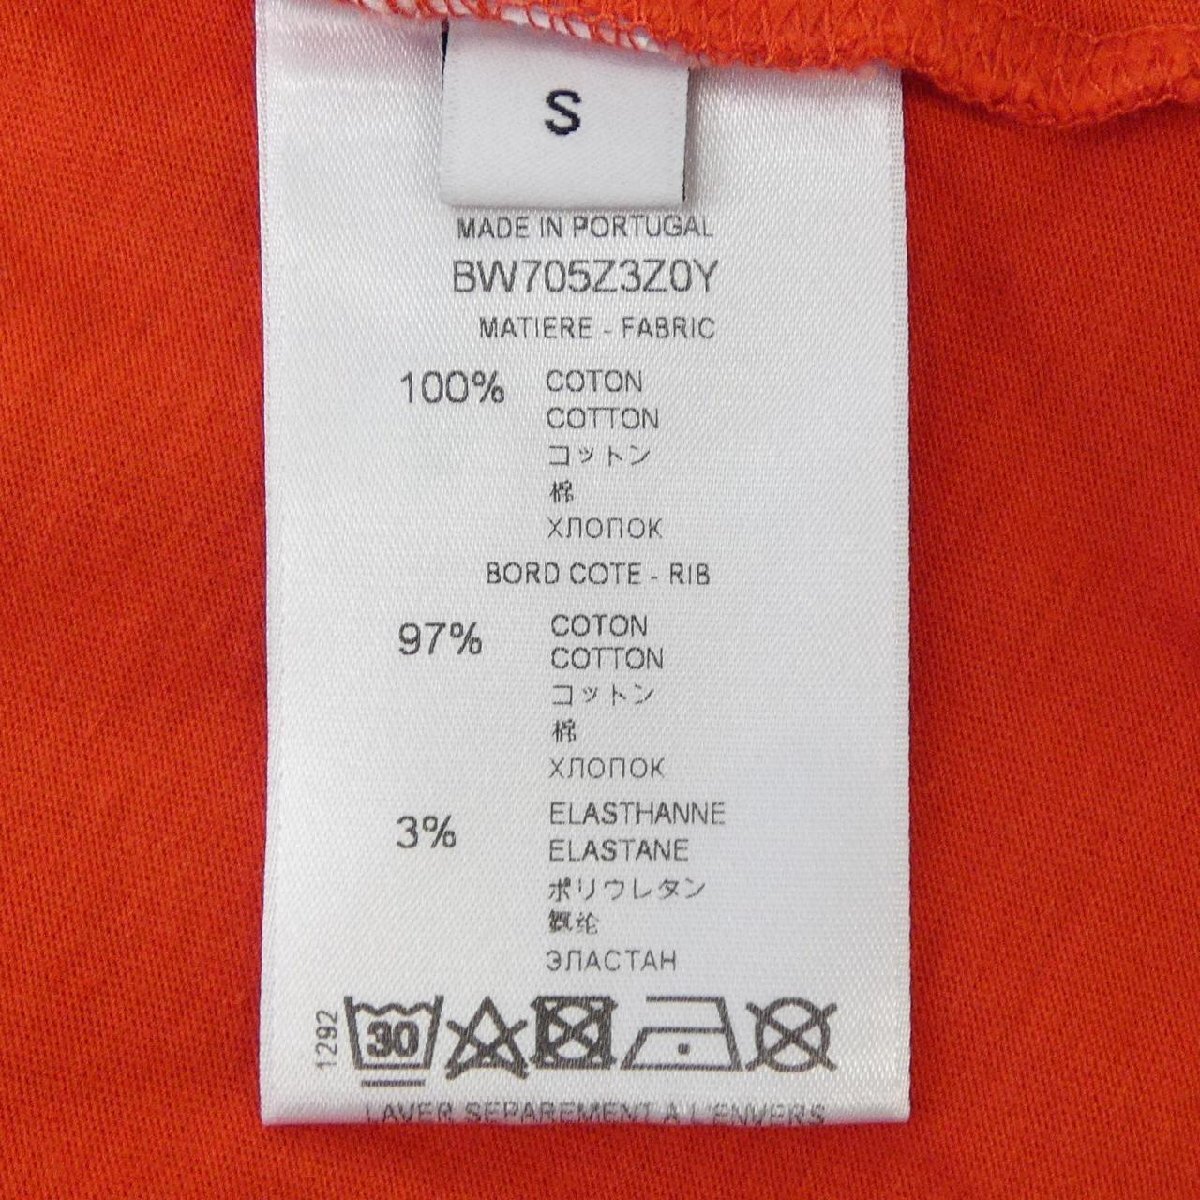 S
MADE IN PORTUGAL
BW705Z3Z0Y
MATIERE - FABRIC
100% COTON
COTTON
コットン
棉
ХЛОПОК
BORD COTE - RIB
97% COTON
COTTON
コットン
棉
ХЛОПОК
3% ELASTHANNE
ELASTANE
ポリウレタン
氨纶
ЭЛАСТАН
1292
30
LAVER SEPAREMENT A L'ENVERS